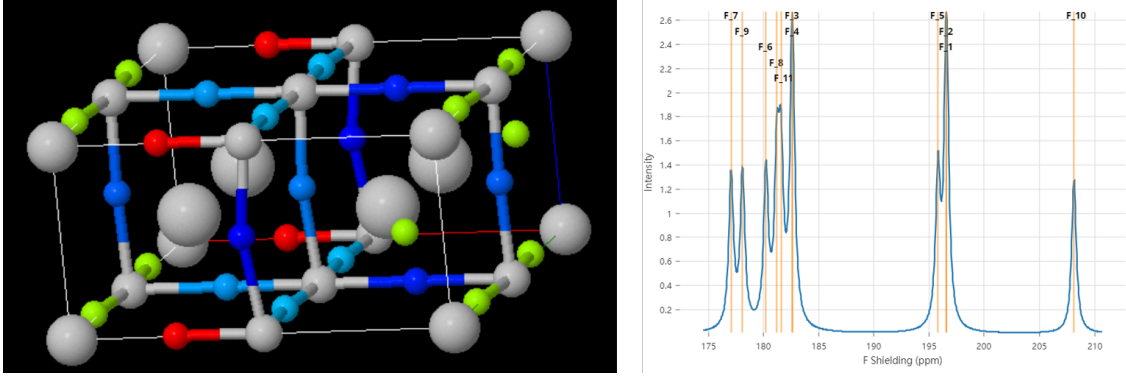 F_7
F_3
F_5
F_10
F_9
F_4
F_2
F_6
F_1
F_8
F_11
2.6
2.4
2.2
2
1.8
1.6
1.4
1.2
1
0.8
0.6
0.4
0.2
Intensity
175
180
185
190
195
200
205
210
F Shielding (ppm)